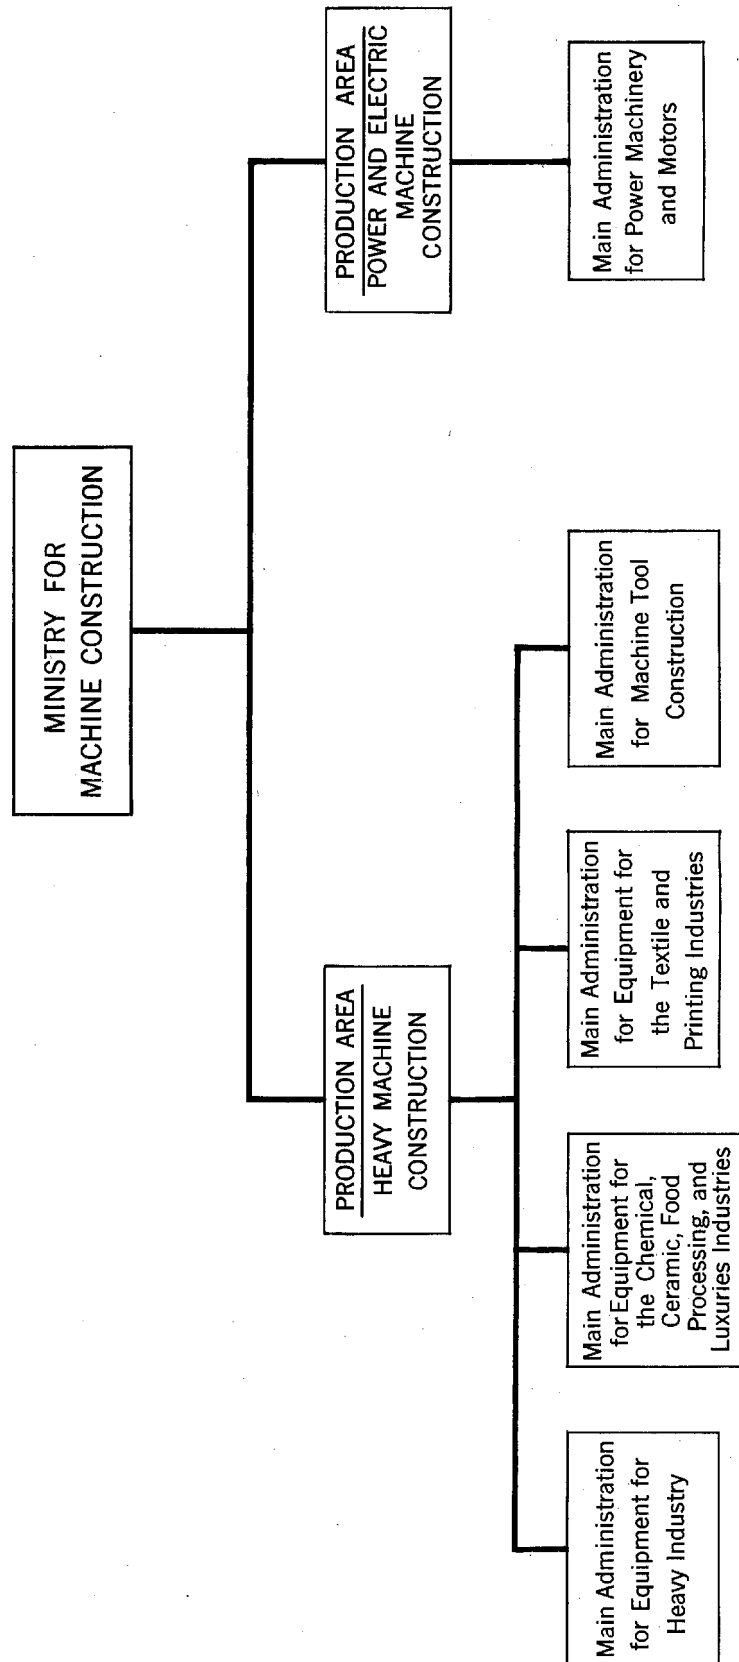 MINISTRY FOR
MACHINE CONSTRUCTION
PRODUCTION AREA
HEAVY MACHINE
CONSTRUCTION
PRODUCTION AREA
POWER AND ELECTRIC
MACHINE
CONSTRUCTION
Main Administration
for Equipment for
Heavy Industry
Main Administration
for Equipment for
the Chemical,
Ceramic, Food
Processing, and
Luxuries Industries
Main Administration
for Equipment for
the Textile and
Printing Industries
Main Administration
for Machine Tool
Construction
Main Administration
for Power Machinery
and Motors